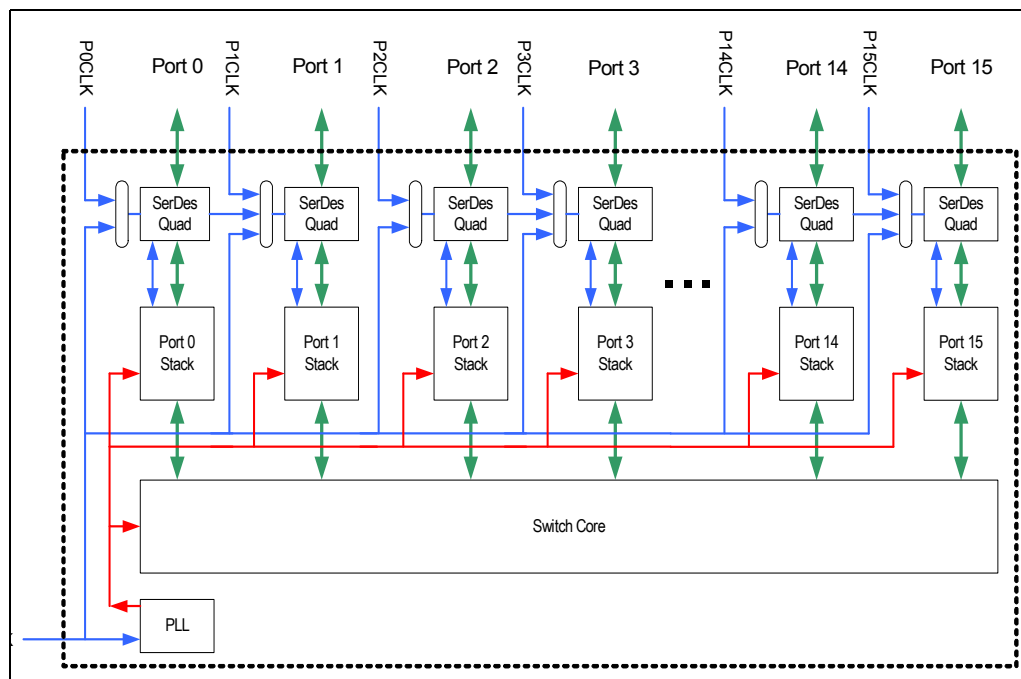 P0CLK
Port 0
P1CLK
Port 1
P2CLK
Port 2
P3CLK
Port 3
P14CLK
Port 14
P15CLK
Port 15
SerDes
Quad
SerDes
Quad
SerDes
Quad
SerDes
Quad
SerDes
Quad
SerDes
Quad
Port 0
Stack
Port 1
Stack
Port 2
Stack
Port 3
Stack
Port 14
Stack
Port 15
Stack
Switch Core
PLL